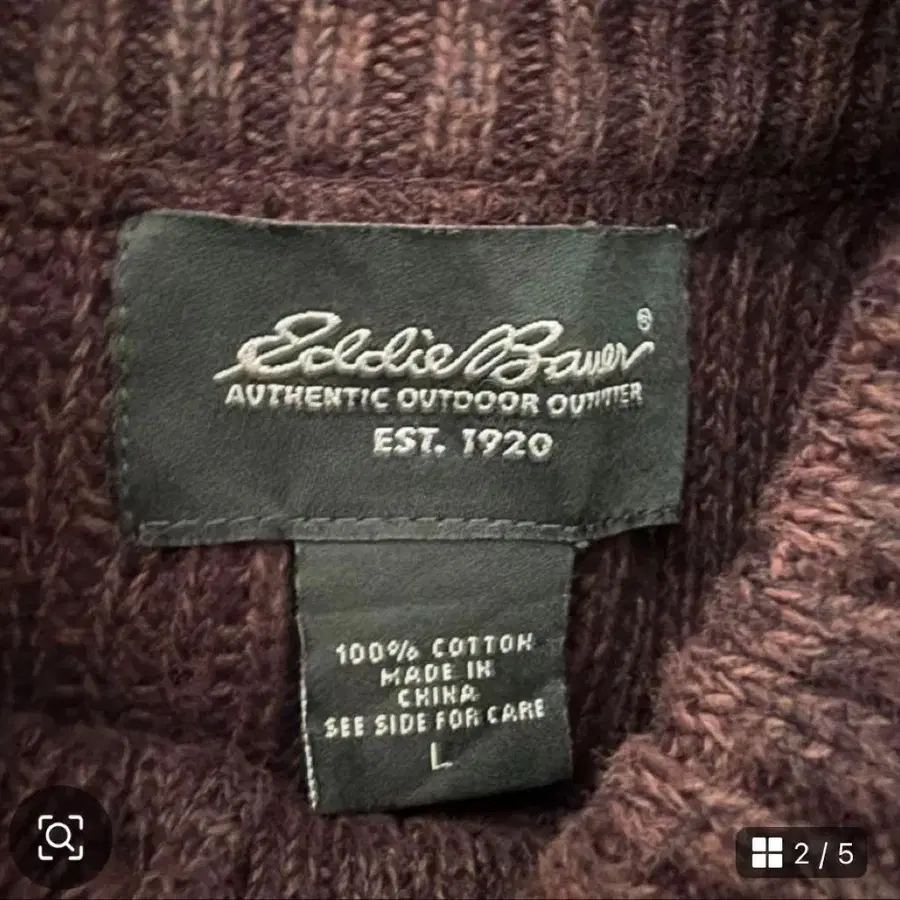 Eddie Bauer®
AUTHENTIC OUTDOOR OUTFITTER
EST. 1920
100% COTTON
MADE IN
CHINA
SEE SIDE FOR CARE
L
2 / 5